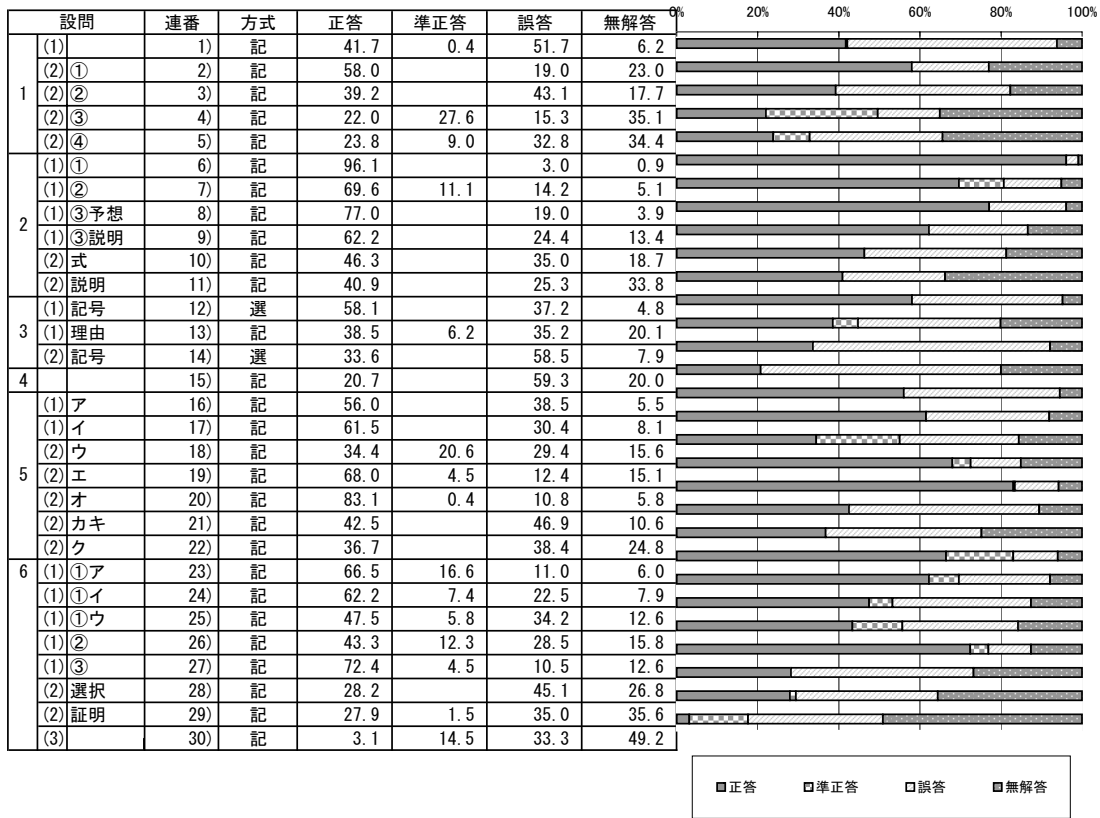 設問 連番 方式 正答 準正答 誤答 無解答 0% 20% 40% 60% 80% 100%
1 (1) 1) 記 41.7 0.4 51.7 6.2
(2) ① 2) 記 58.0 19.0 23.0
(2) ② 3) 記 39.2 43.1 17.7
(2) ③ 4) 記 22.0 27.6 15.3 35.1
(2) ④ 5) 記 23.8 9.0 32.8 34.4
2 (1) ① 6) 記 96.1 3.0 0.9
(1) ② 7) 記 69.6 11.1 14.2 5.1
(1) ③予想 8) 記 77.0 19.0 3.9
(1) ③説明 9) 記 62.2 24.4 13.4
(2) 式 10) 記 46.3 35.0 18.7
(2) 説明 11) 記 40.9 25.3 33.8
3 (1) 記号 12) 選 58.1 37.2 4.8
(1) 理由 13) 記 38.5 6.2 35.2 20.1
(2) 記号 14) 選 33.6 58.5 7.9
4 15) 記 20.7 59.3 20.0
5 (1) ア 16) 記 56.0 38.5 5.5
(1) イ 17) 記 61.5 30.4 8.1
(2) ウ 18) 記 34.4 20.6 29.4 15.6
(2) エ 19) 記 68.0 4.5 12.4 15.1
(2) オ 20) 記 83.1 0.4 10.8 5.8
(2) カキ 21) 記 42.5 46.9 10.6
(2) ク 22) 記 36.7 38.4 24.8
6 (1) ①ア 23) 記 66.5 16.6 11.0 6.0
(1) ①イ 24) 記 62.2 7.4 22.5 7.9
(1) ①ウ 25) 記 47.5 5.8 34.2 12.6
(1) ② 26) 記 43.3 12.3 28.5 15.8
(1) ③ 27) 記 72.4 4.5 10.5 12.6
(2) 選択 28) 記 28.2 45.1 26.8
(2) 証明 29) 記 27.9 1.5 35.0 35.6
(3) 30) 記 3.1 14.5 33.3 49.2
正答 準正答 誤答 無解答